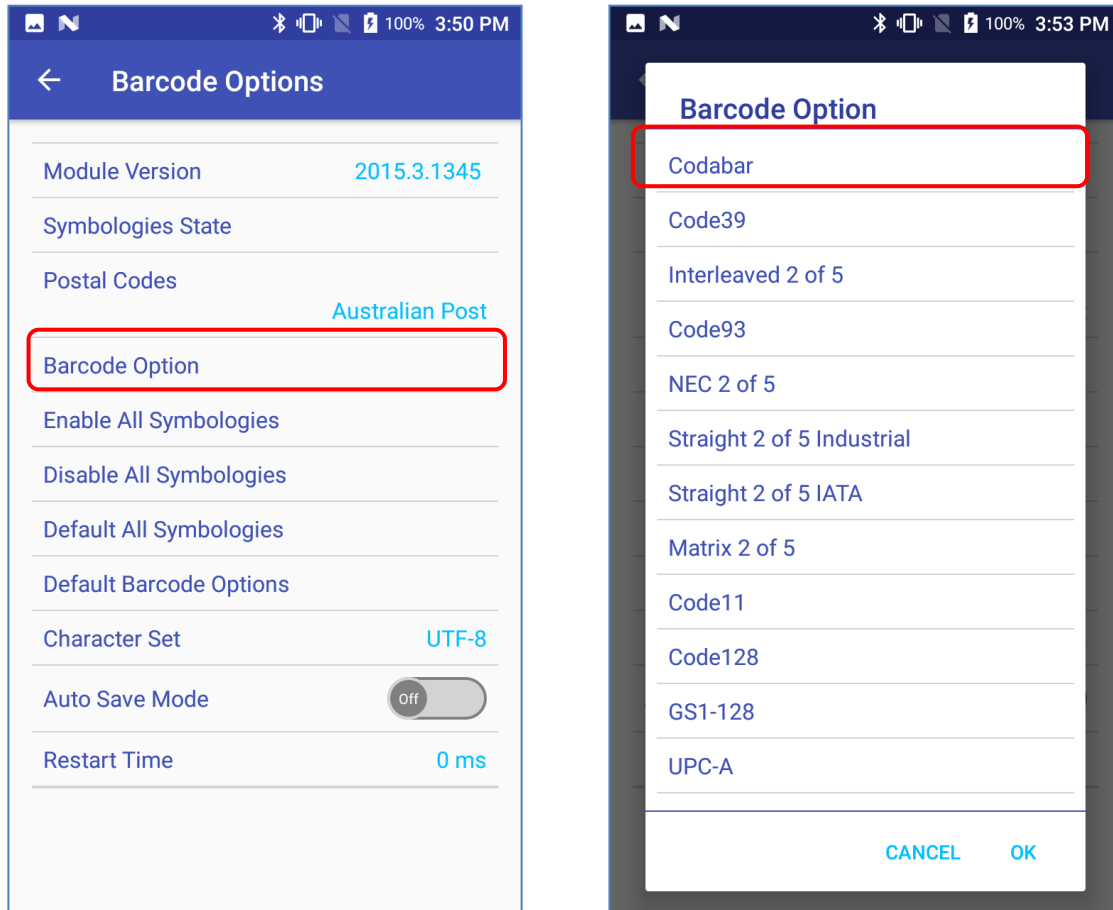 100% 3:50 PM
Barcode Options
Module Version 2015.3.1345
Symbologies State
Postal Codes
Australian Post
Barcode Option
Enable All Symbologies
Disable All Symbologies
Default All Symbologies
Default Barcode Options
Character Set UTF-8
Auto Save Mode Off
Restart Time 0 ms
100% 3:53 PM
Barcode Option
Codabar
Code39
Interleaved 2 of 5
Code93
NEC 2 of 5
Straight 2 of 5 Industrial
Straight 2 of 5 IATA
Matrix 2 of 5
Code11
Code128
GS1-128
UPC-A
CANCEL OK